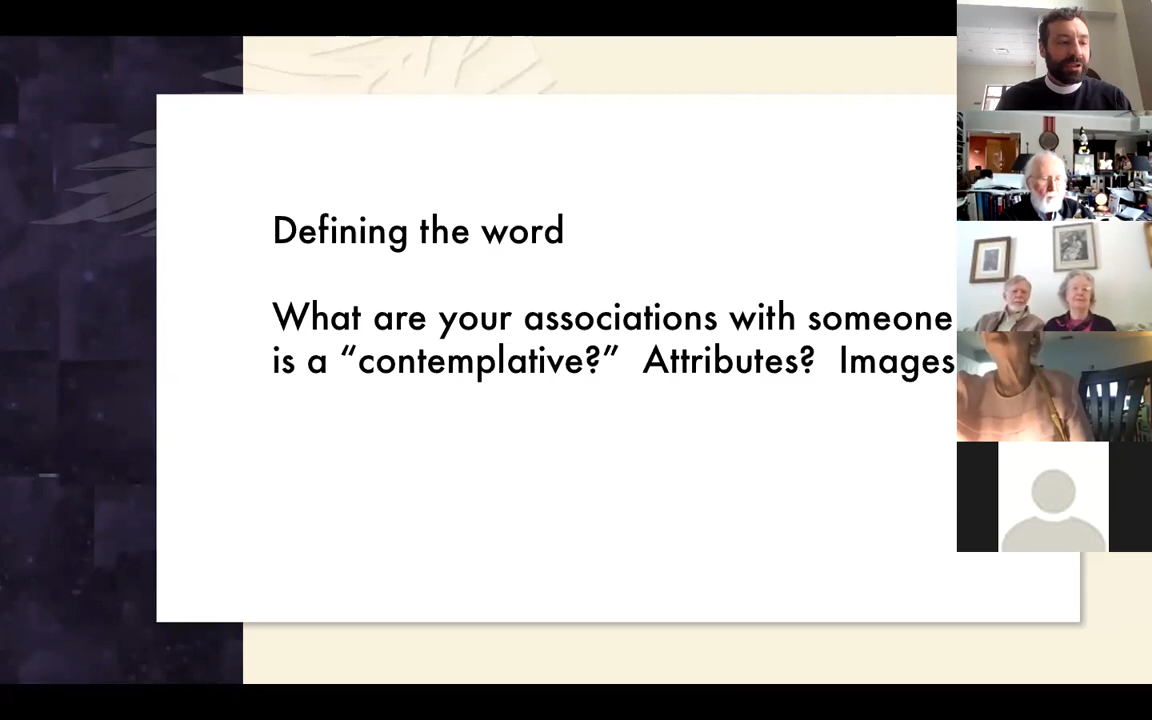 Defining the word
What are your associations with someone
is a “contemplative?” Attributes? Images